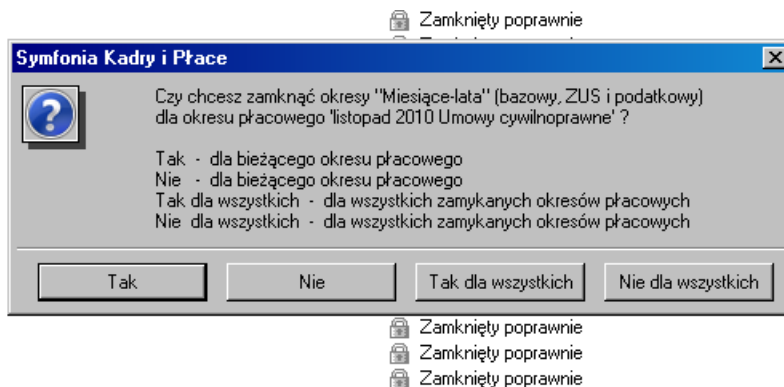 Zamknięty poprawnie
Symfonia Kadry i Płace
Czy chcesz zamknąć okresy "Miesiące-lata" (bazowy, ZUS i podatkowy)
dla okresu płacowego 'listopad 2010 Umowy cywilnoprawne' ?
Tak - dla bieżącego okresu płacowego
Nie - dla bieżącego okresu płacowego
Tak dla wszystkich - dla wszystkich zamykanych okresów płacowych
Nie dla wszystkich - dla wszystkich zamykanych okresów płacowych
Tak Nie Tak dla wszystkich Nie dla wszystkich
Zamknięty poprawnie
Zamknięty poprawnie
Zamknięty poprawnie